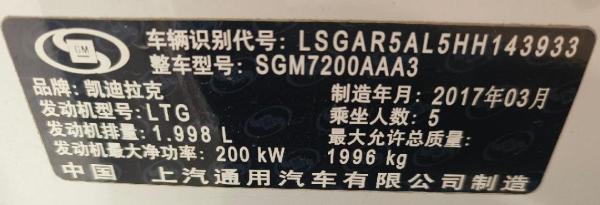 GM
车辆识别代号: LSGAR5AL5HH143933
整车型号: SGM7200AAA3
品牌: 凯迪拉克 制造年月: 2017年03月
发动机型号: LTG 乘坐人数: 5
发动机排量: 1.998 L 最大允许总质量:
发动机最大净功率: 200 kW 1996 kg
中国 上汽通用汽车有限公司制造